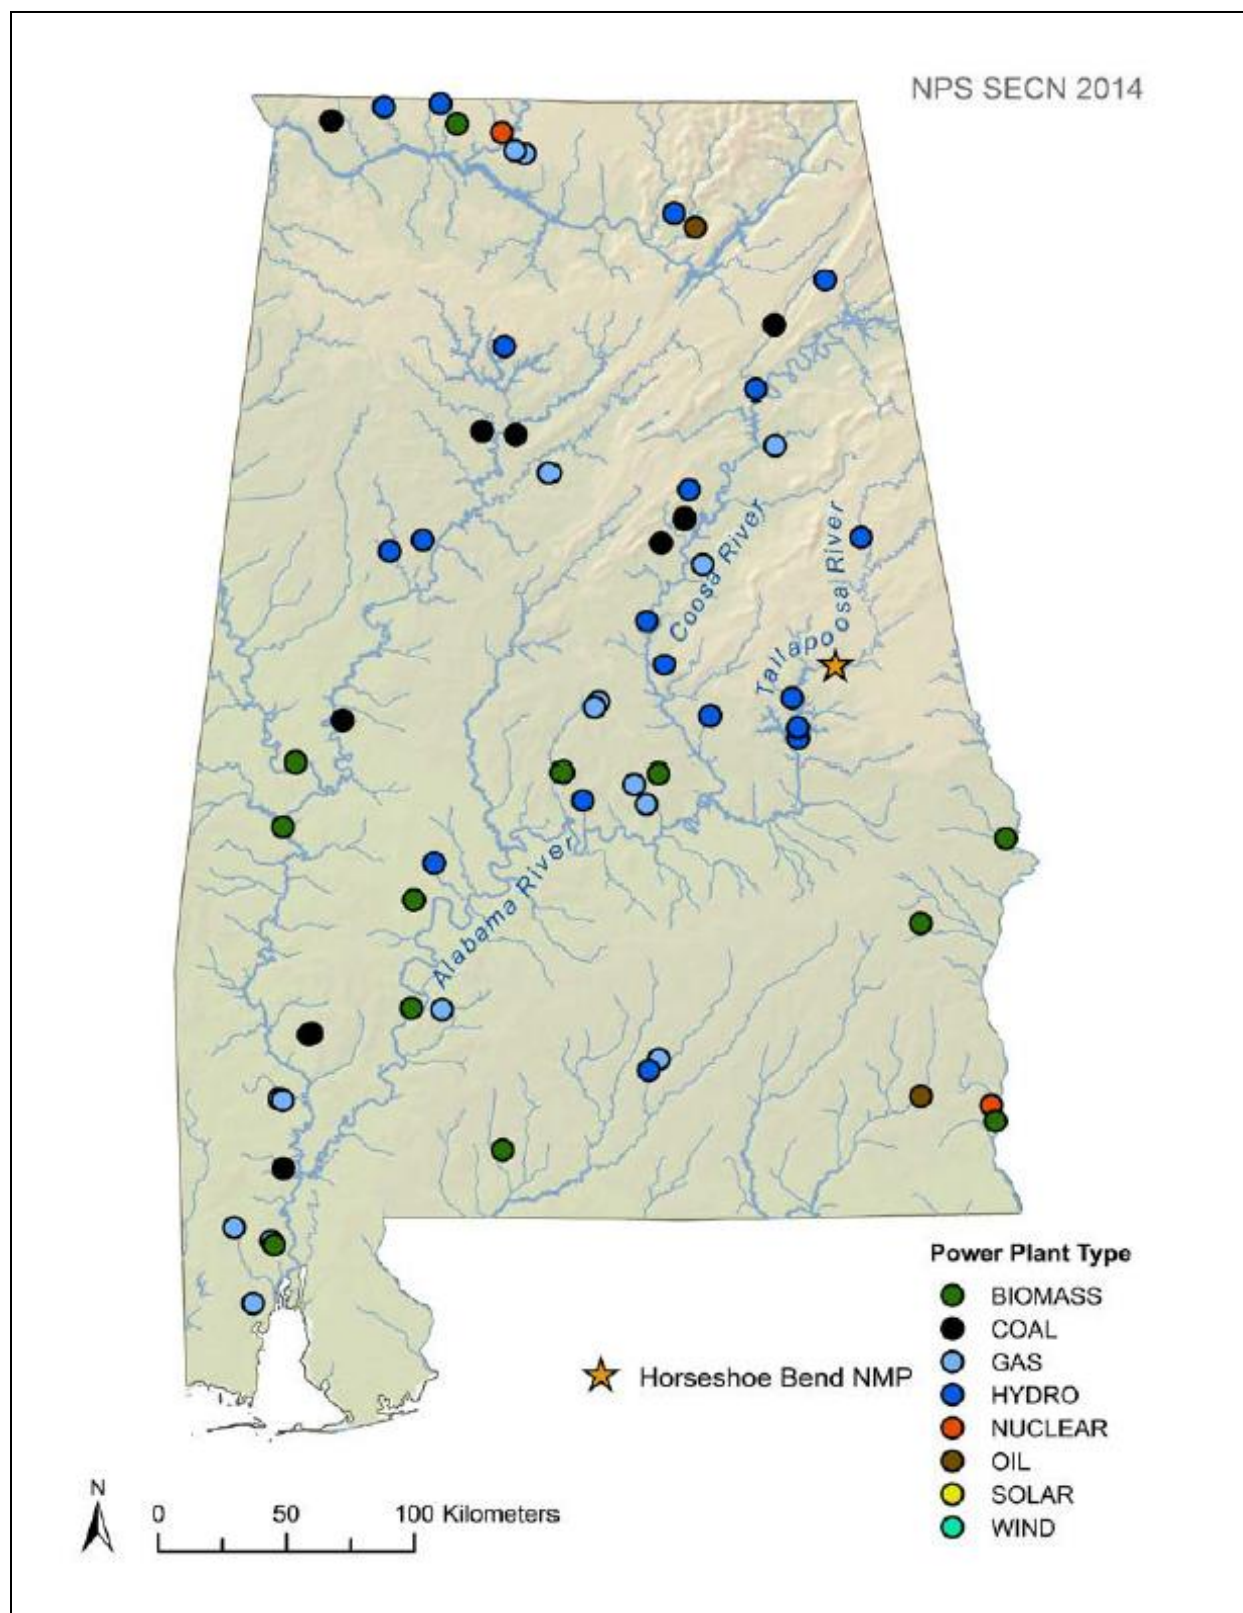 NPS SECN 2014
Coosa River
Tallapoosa River
Alabama River
Power Plant Type
BIOMASS
COAL
GAS
HYDRO
NUCLEAR
OIL
SOLAR
WIND
Horseshoe Bend NMP
N
0 50 100 Kilometers